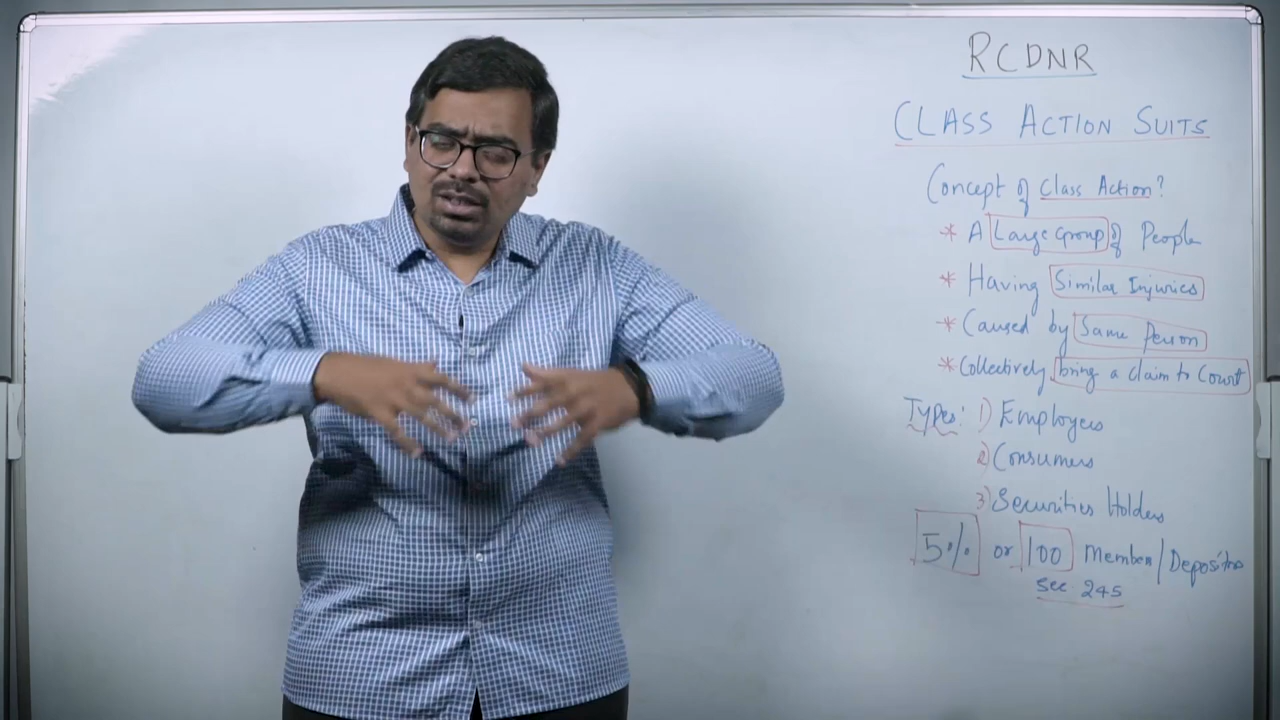 RCDNR
CLASS ACTION SUITS
Concept of Class Action?
* A Large Group of People
* Having Similar Injuries
* Caused by Same Person
* Collectively bring a claim to Court
Types: 1) Employees
2) Consumers
3) Securities Holders
5% or 100 Members/Depositors
Sec 245